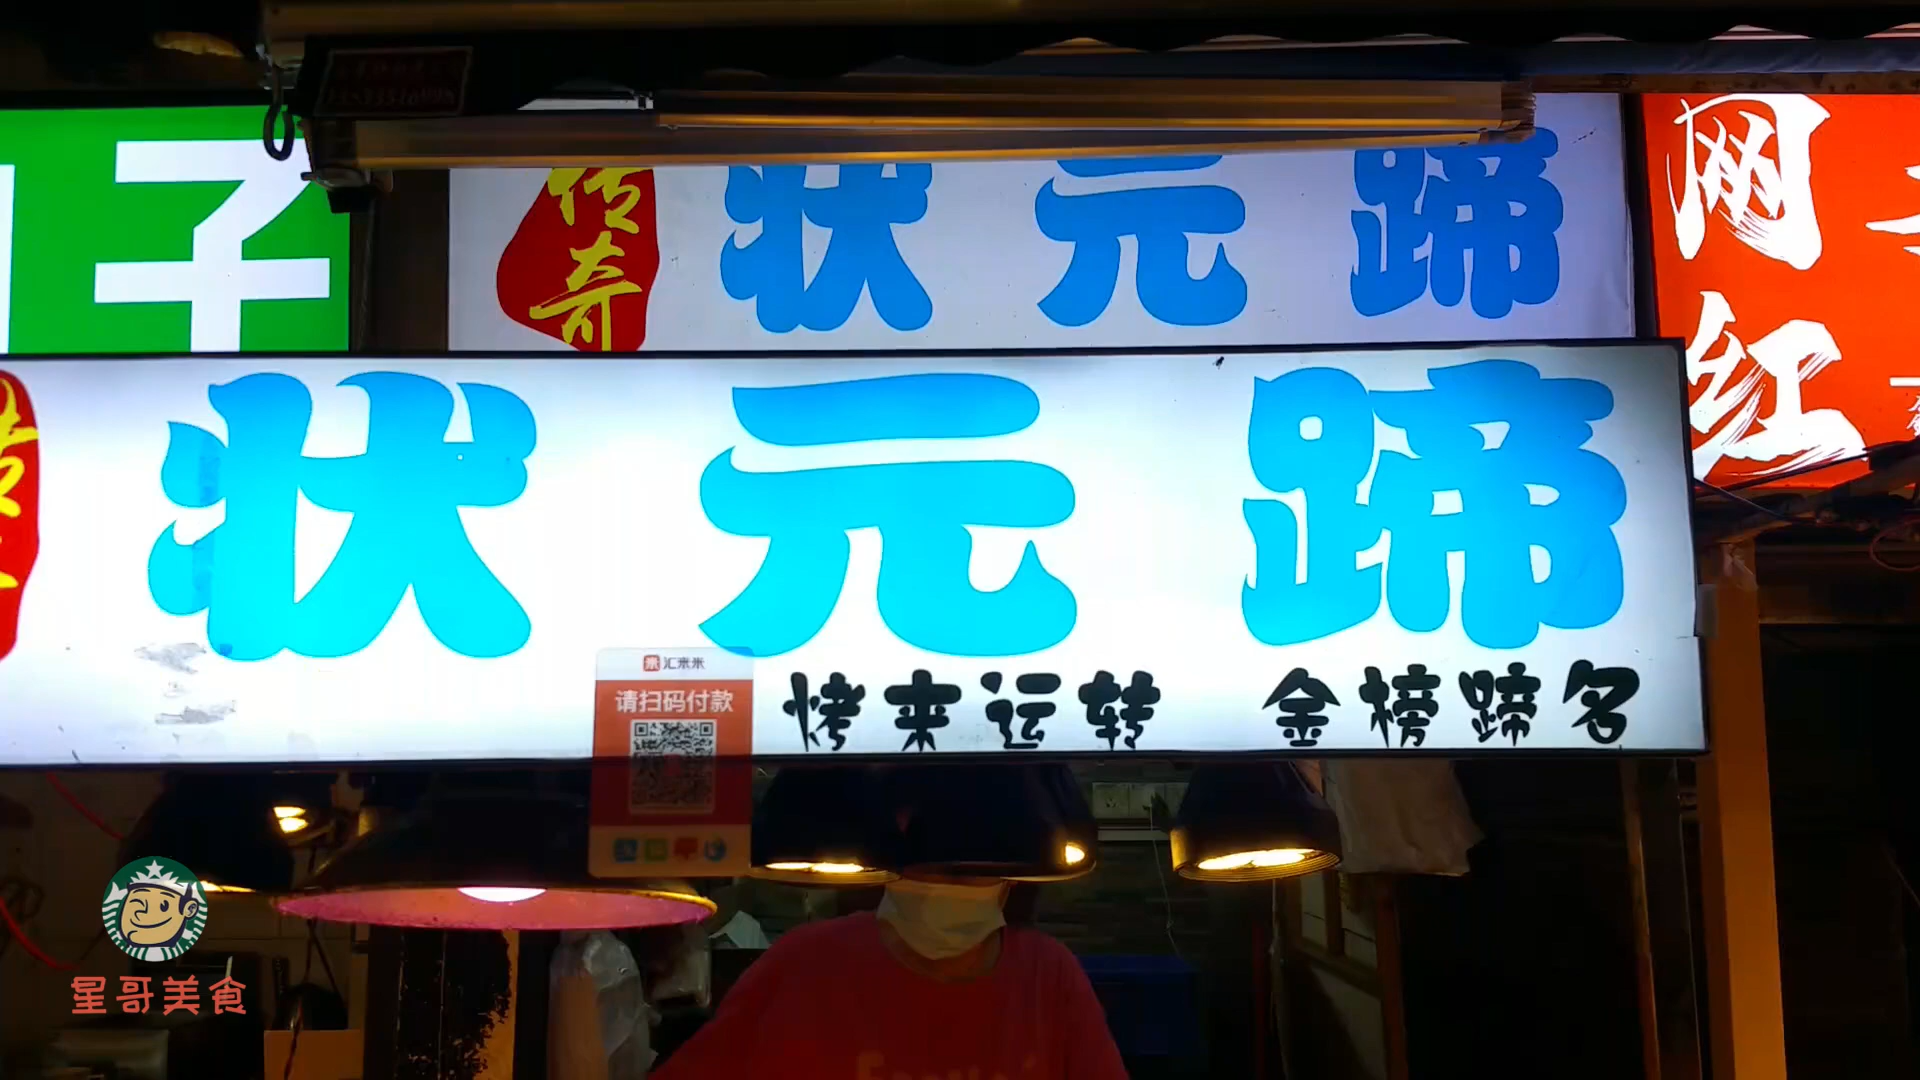 子
传奇
状元蹄
网红
状元蹄
汇来米
请扫码付款
烤来运转 金榜蹄名
星哥美食